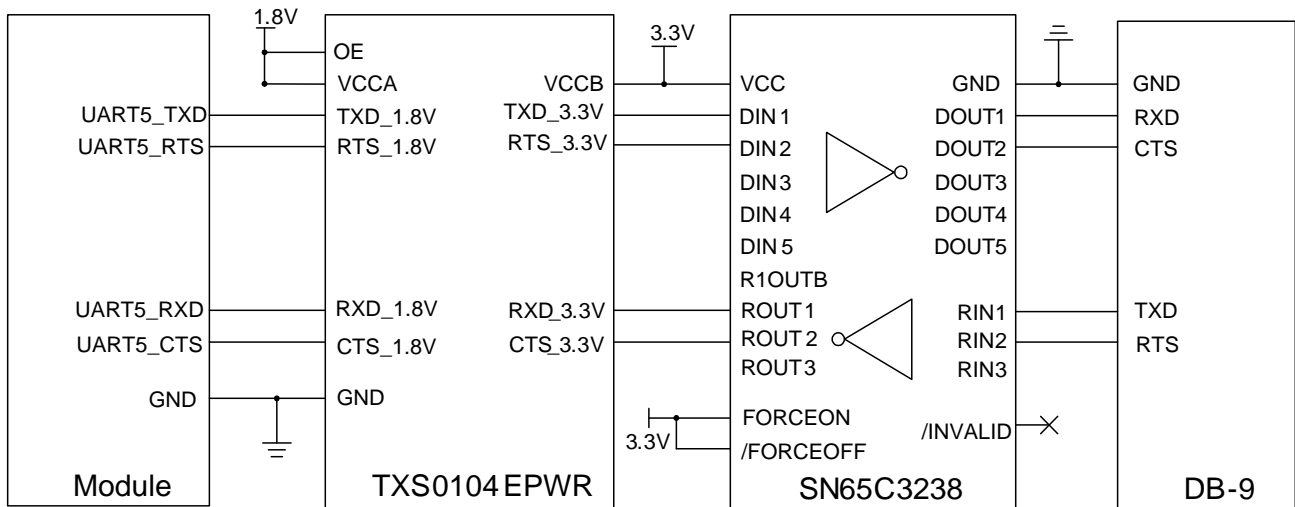 1.8V
OE
VCCA
UART5_TXD
TXD_1.8V
UART5_RTS
RTS_1.8V
UART5_RXD
RXD_1.8V
UART5_CTS
CTS_1.8V
GND
GND
Module
VCCB
TXD_3.3V
RTS_3.3V
RXD_3.3V
CTS_3.3V
TXS0104EPWR
3.3V
VCC
DIN1
DIN2
DIN3
DIN4
DIN5
R1OUTB
ROUT1
ROUT2
ROUT3
3.3V
FORCEON
/FORCEOFF
GND
DOUT1
DOUT2
DOUT3
DOUT4
DOUT5
RIN1
RIN2
RIN3
/INVALID
SN65C3238
GND
RXD
CTS
TXD
RTS
DB-9